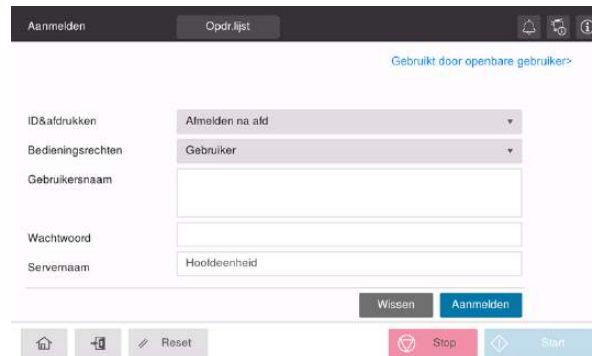 Aanmelden Opdr.lijst
Gebruikt door openbare gebruiker>
ID&afdrukken Afmelden na afd
Bedieningsrechten Gebruiker
Gebruikersnaam
Wachtwoord
Servernaam Hoofdeenheid
Wissen Aanmelden
Reset Stop Start